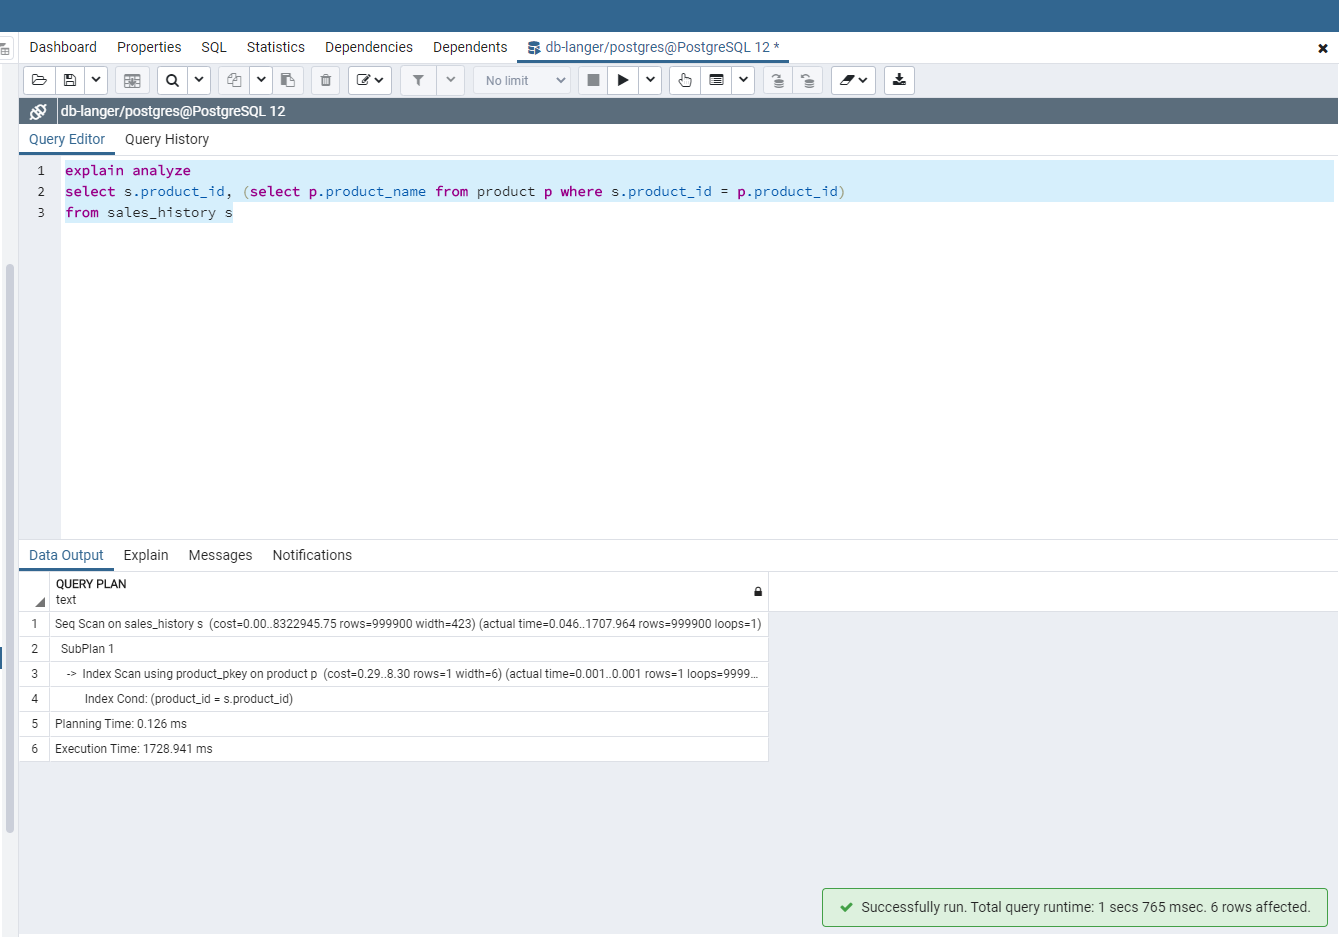 Dashboard Properties SQL Statistics Dependencies Dependents db-langer/postgres@PostgreSQL 12 *
No limit
db-langer/postgres@PostgreSQL 12
Query Editor Query History
1 explain analyze
2 select s.product_id, (select p.product_name from product p where s.product_id = p.product_id)
3 from sales_history s
Data Output Explain Messages Notifications
QUERY PLAN
text
1 Seq Scan on sales_history s (cost=0.00..8322945.75 rows=999900 width=423) (actual time=0.046..1707.964 rows=999900 loops=1)
2 SubPlan 1
3 -> Index Scan using product_pkey on product p (cost=0.29..8.30 rows=1 width=6) (actual time=0.001..0.001 rows=1 loops=9999...
4 Index Cond: (product_id = s.product_id)
5 Planning Time: 0.126 ms
6 Execution Time: 1728.941 ms
Successfully run. Total query runtime: 1 secs 765 msec. 6 rows affected.